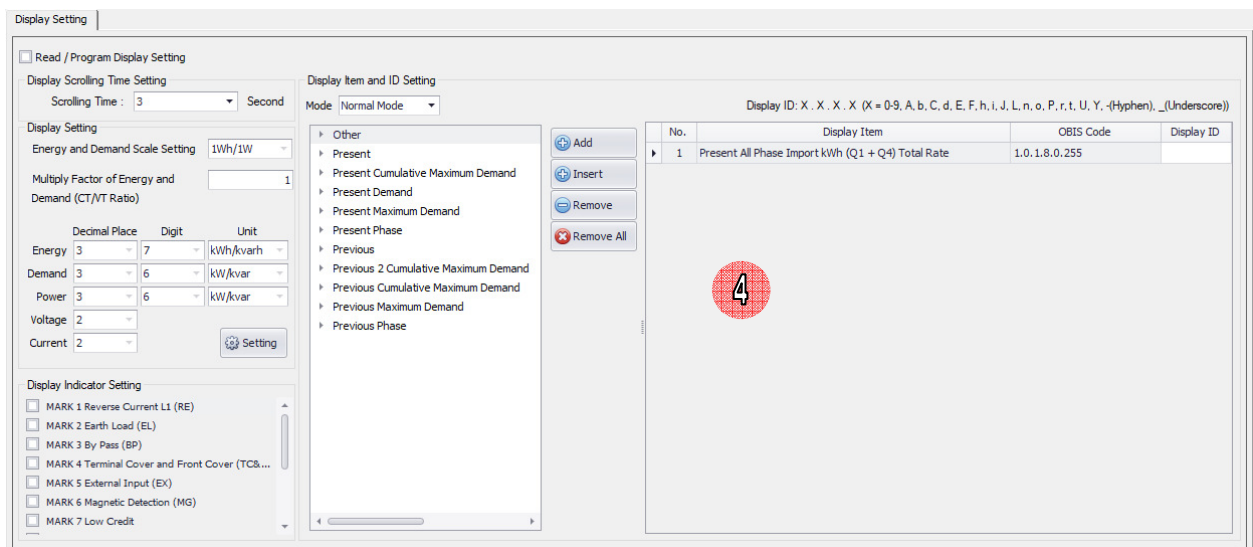 Display Setting
Read / Program Display Setting
Display Scrolling Time Setting
Scrolling Time : 3 Second
Display Setting
Energy and Demand Scale Setting 1Wh/1W
Multiply Factor of Energy and 1
Demand (CT/VT Ratio)
Decimal Place Digit Unit
Energy 3 7 kWh/kvarh
Demand 3 6 kW/kvar
Power 3 6 kW/kvar
Voltage 2
Current 2 Setting
Display Indicator Setting
MARK 1 Reverse Current L1 (RE)
MARK 2 Earth Load (EL)
MARK 3 By Pass (BP)
MARK 4 Terminal Cover and Front Cover (TC&...
MARK 5 External Input (EX)
MARK 6 Magnetic Detection (MG)
MARK 7 Low Credit
Display Item and ID Setting
Mode Normal Mode
Display ID: X . X . X . X (X = 0-9, A, b, C, d, E, F, h, i, J, L, n, o, P, r, t, U, Y, -(Hyphen), _(Underscore))
Other
Present
Present Cumulative Maximum Demand
Present Demand
Present Maximum Demand
Present Phase
Previous
Previous 2 Cumulative Maximum Demand
Previous Cumulative Maximum Demand
Previous Maximum Demand
Previous Phase
Add
Insert
Remove
Remove All
No. Display Item OBIS Code Display ID
1 Present All Phase Import kWh (Q1 + Q4) Total Rate 1.0.1.8.0.255
4